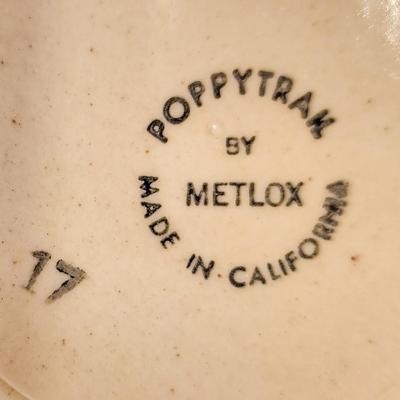 POPPYTRAIL
BY
METLOX
MADE IN CALIFORNIA
17